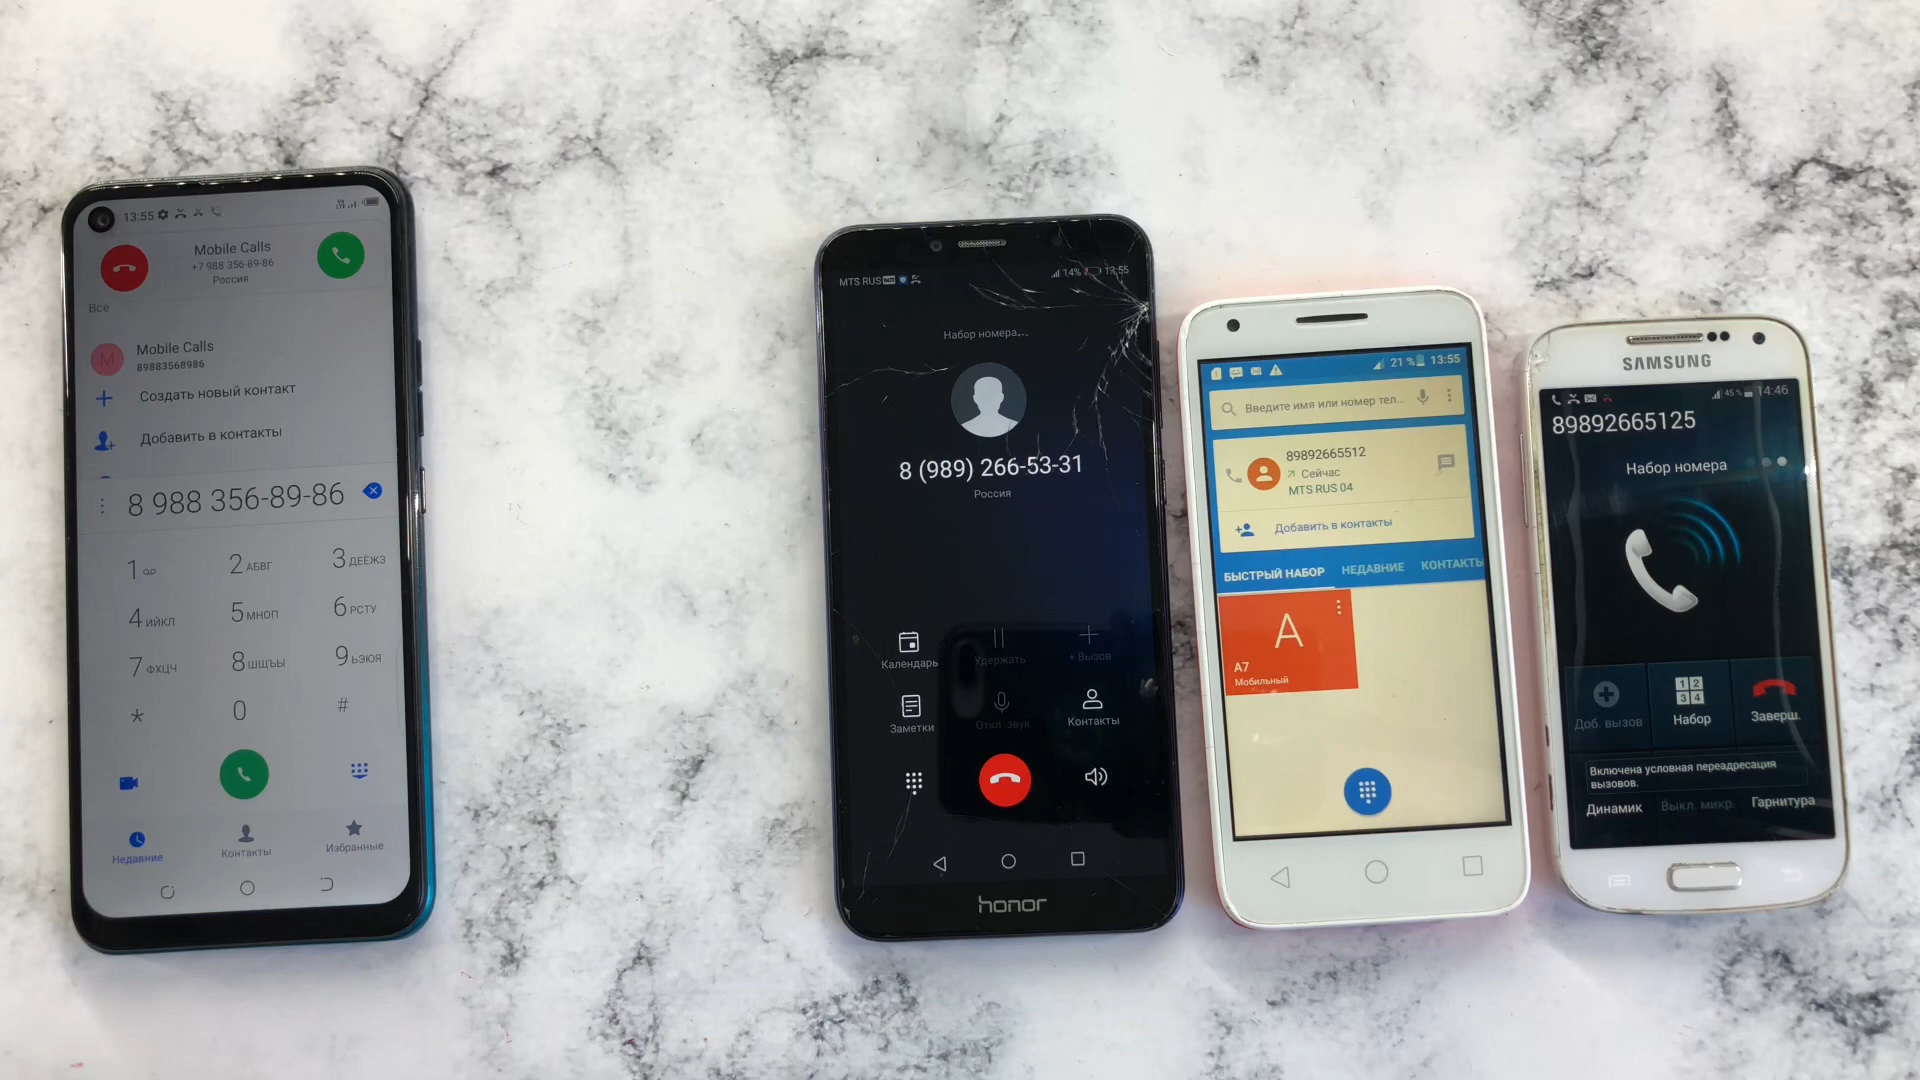 13:55
Mobile Calls
+7 988 356-89-86
Россия
Все
M
Mobile Calls
89883568986
Создать новый контакт
Добавить в контакты
8 988 356-89-86
1
2 АБВГ
3 ДЕЁЖЗ
4 ИЙКЛ
5 МНОП
6 РСТУ
7 ФХЦЧ
8 ШЩЪЫ
9 ЬЭЮЯ
*
0
#
Недавние
Контакты
Избранные
MTS RUS
14% 13:55
Набор номера...
8 (989) 266-53-31
Россия
Календарь
Удержать
+ Вызов
Заметки
Откл. звук
Контакты
honor
21 % 13:55
Введите имя или номер тел...
89892665512
Сейчас
MTS RUS 04
Добавить в контакты
БЫСТРЫЙ НАБОР НЕДАВНИЕ КОНТАКТЫ
A
A7
Мобильный
SAMSUNG
45% 14:46
89892665125
Набор номера
1 2
3 4
Доб. вызов
Набор
Заверш.
Включена условная переадресация
вызовов.
Динамик
Выкл. микр.
Гарнитура